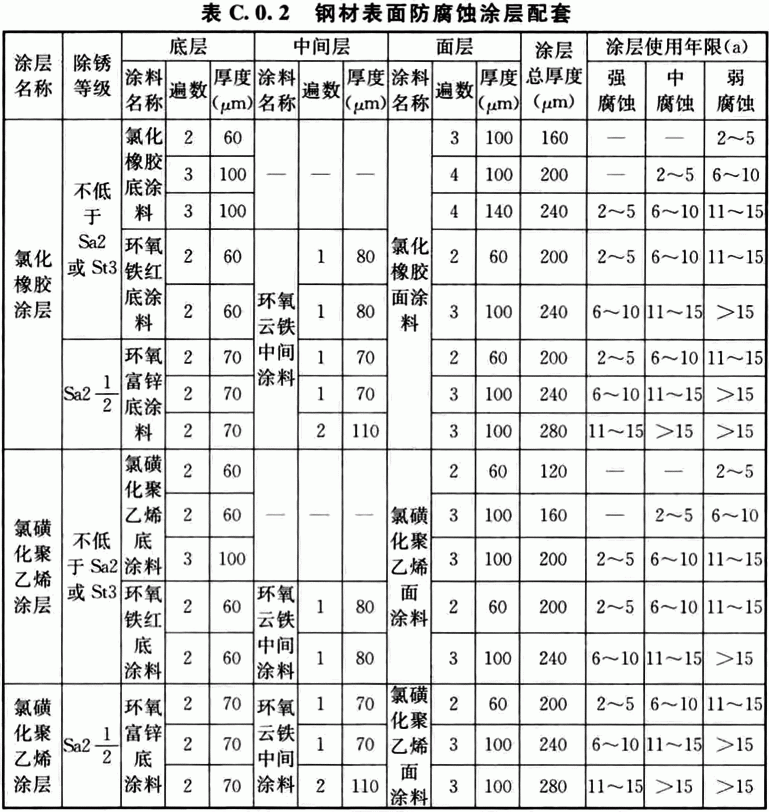 表 C.0.2 钢材表面防腐蚀涂层配套
涂层名称 除锈等级 底层 中间层 面层 涂层总厚度(μm) 涂层使用年限(a)
涂料名称 遍数 厚度(μm) 涂料名称 遍数 厚度(μm) 涂料名称 遍数 厚度(μm) 强腐蚀 中腐蚀 弱腐蚀
氯化橡胶涂层 不低于Sa2或St3 氯化橡胶底涂料 2 60 — — — 氯化橡胶面涂料 3 100 160 — — 2~5
3 100 4 100 200 — 2~5 6~10
3 100 4 140 240 2~5 6~10 11~15
环氧铁红底涂料 2 60 环氧云铁中间涂料 1 80 2 60 200 2~5 6~10 11~15
2 60 1 80 3 100 240 6~10 11~15 >15
Sa2 1/2 环氧富锌底涂料 2 70 1 70 2 60 200 2~5 6~10 11~15
2 70 1 70 3 100 240 6~10 11~15 >15
2 70 2 110 3 100 280 11~15 >15 >15
氯磺化聚乙烯涂层 不低于Sa2或St3 氯磺化聚乙烯底涂料 2 60 — — — 氯磺化聚乙烯面涂料 2 60 120 — — 2~5
2 60 3 100 160 — 2~5 6~10
3 100 3 100 200 2~5 6~10 11~15
环氧铁红底涂料 2 60 环氧云铁中间涂料 1 80 2 60 200 2~5 6~10 11~15
2 60 1 80 3 100 240 6~10 11~15 >15
氯磺化聚乙烯涂层 Sa2 1/2 环氧富锌底涂料 2 70 环氧云铁中间涂料 1 70 氯磺化聚乙烯面涂料 2 60 200 2~5 6~10 11~15
2 70 1 70 3 100 240 6~10 11~15 >15
2 70 2 110 3 100 280 11~15 >15 >15